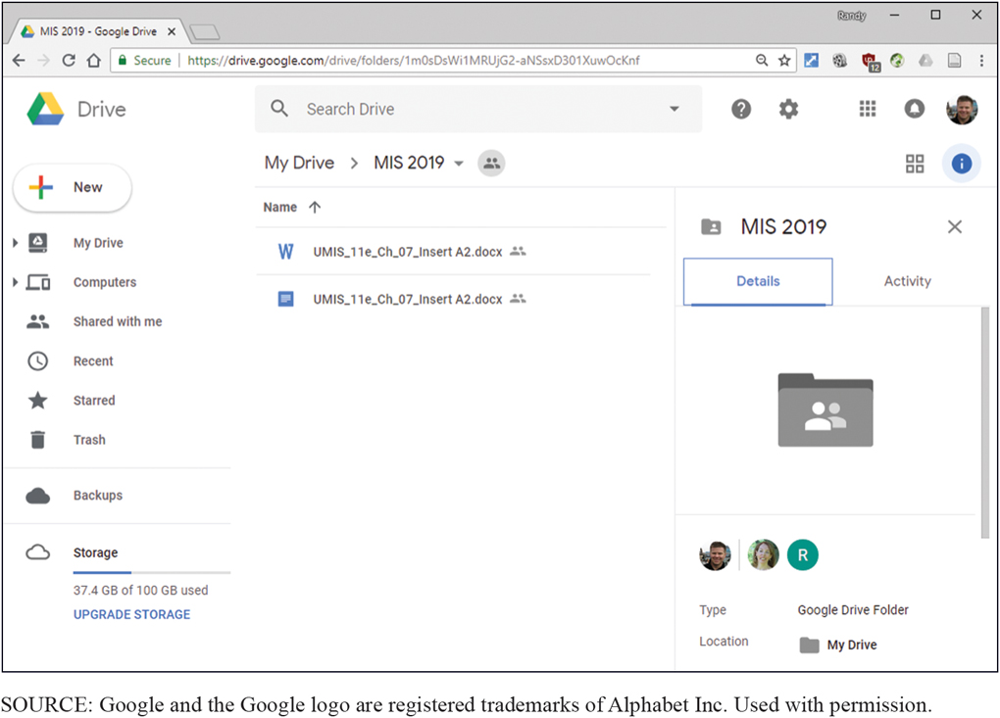 Randy
MIS 2019 - Google Drive
Secure https://drive.google.com/drive/folders/1m0sDsWi1MRUjG2-aNSsxD301XuwOcKnf
12
Drive
Search Drive
My Drive > MIS 2019
New
Name
MIS 2019
My Drive
UMIS_11e_Ch_07_Insert A2.docx
Computers
Details Activity
Shared with me
UMIS_11e_Ch_07_Insert A2.docx
Recent
Starred
Trash
Backups
Storage
37.4 GB of 100 GB used
UPGRADE STORAGE
R
Type Google Drive Folder
Location My Drive
SOURCE: Google and the Google logo are registered trademarks of Alphabet Inc. Used with permission.